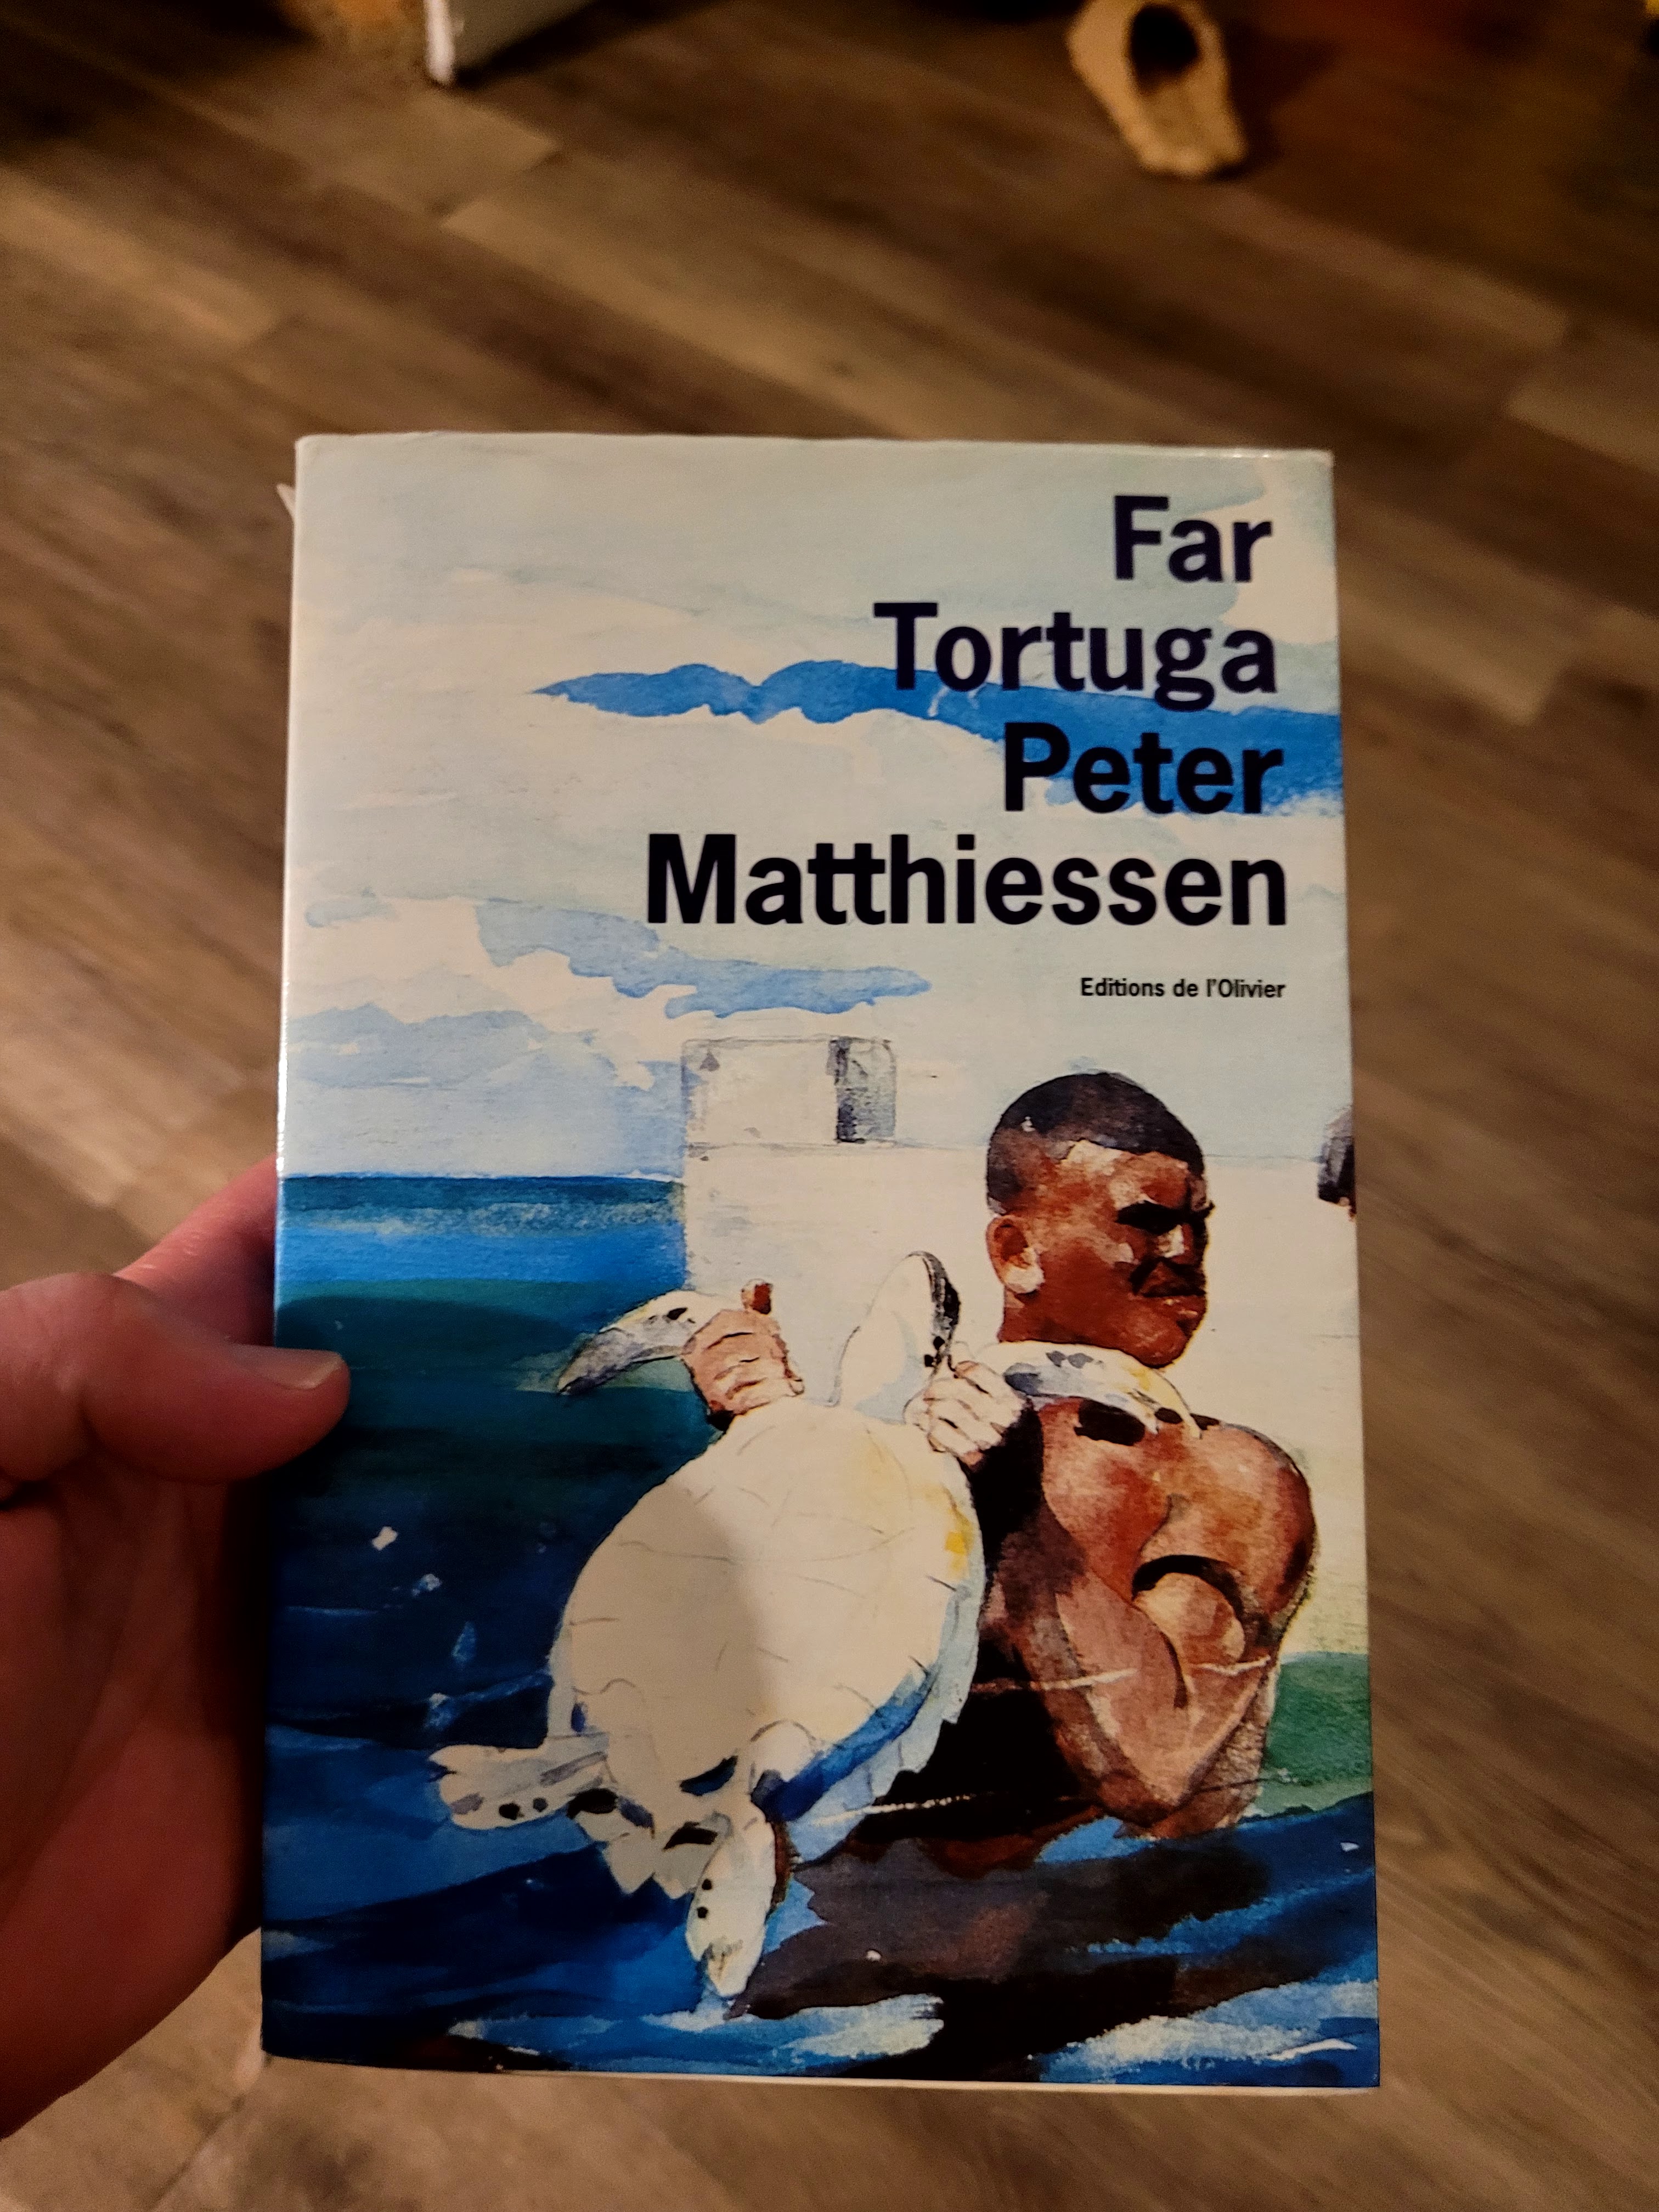 Far
Tortuga
Peter
Matthiessen
Editions de l'Olivier